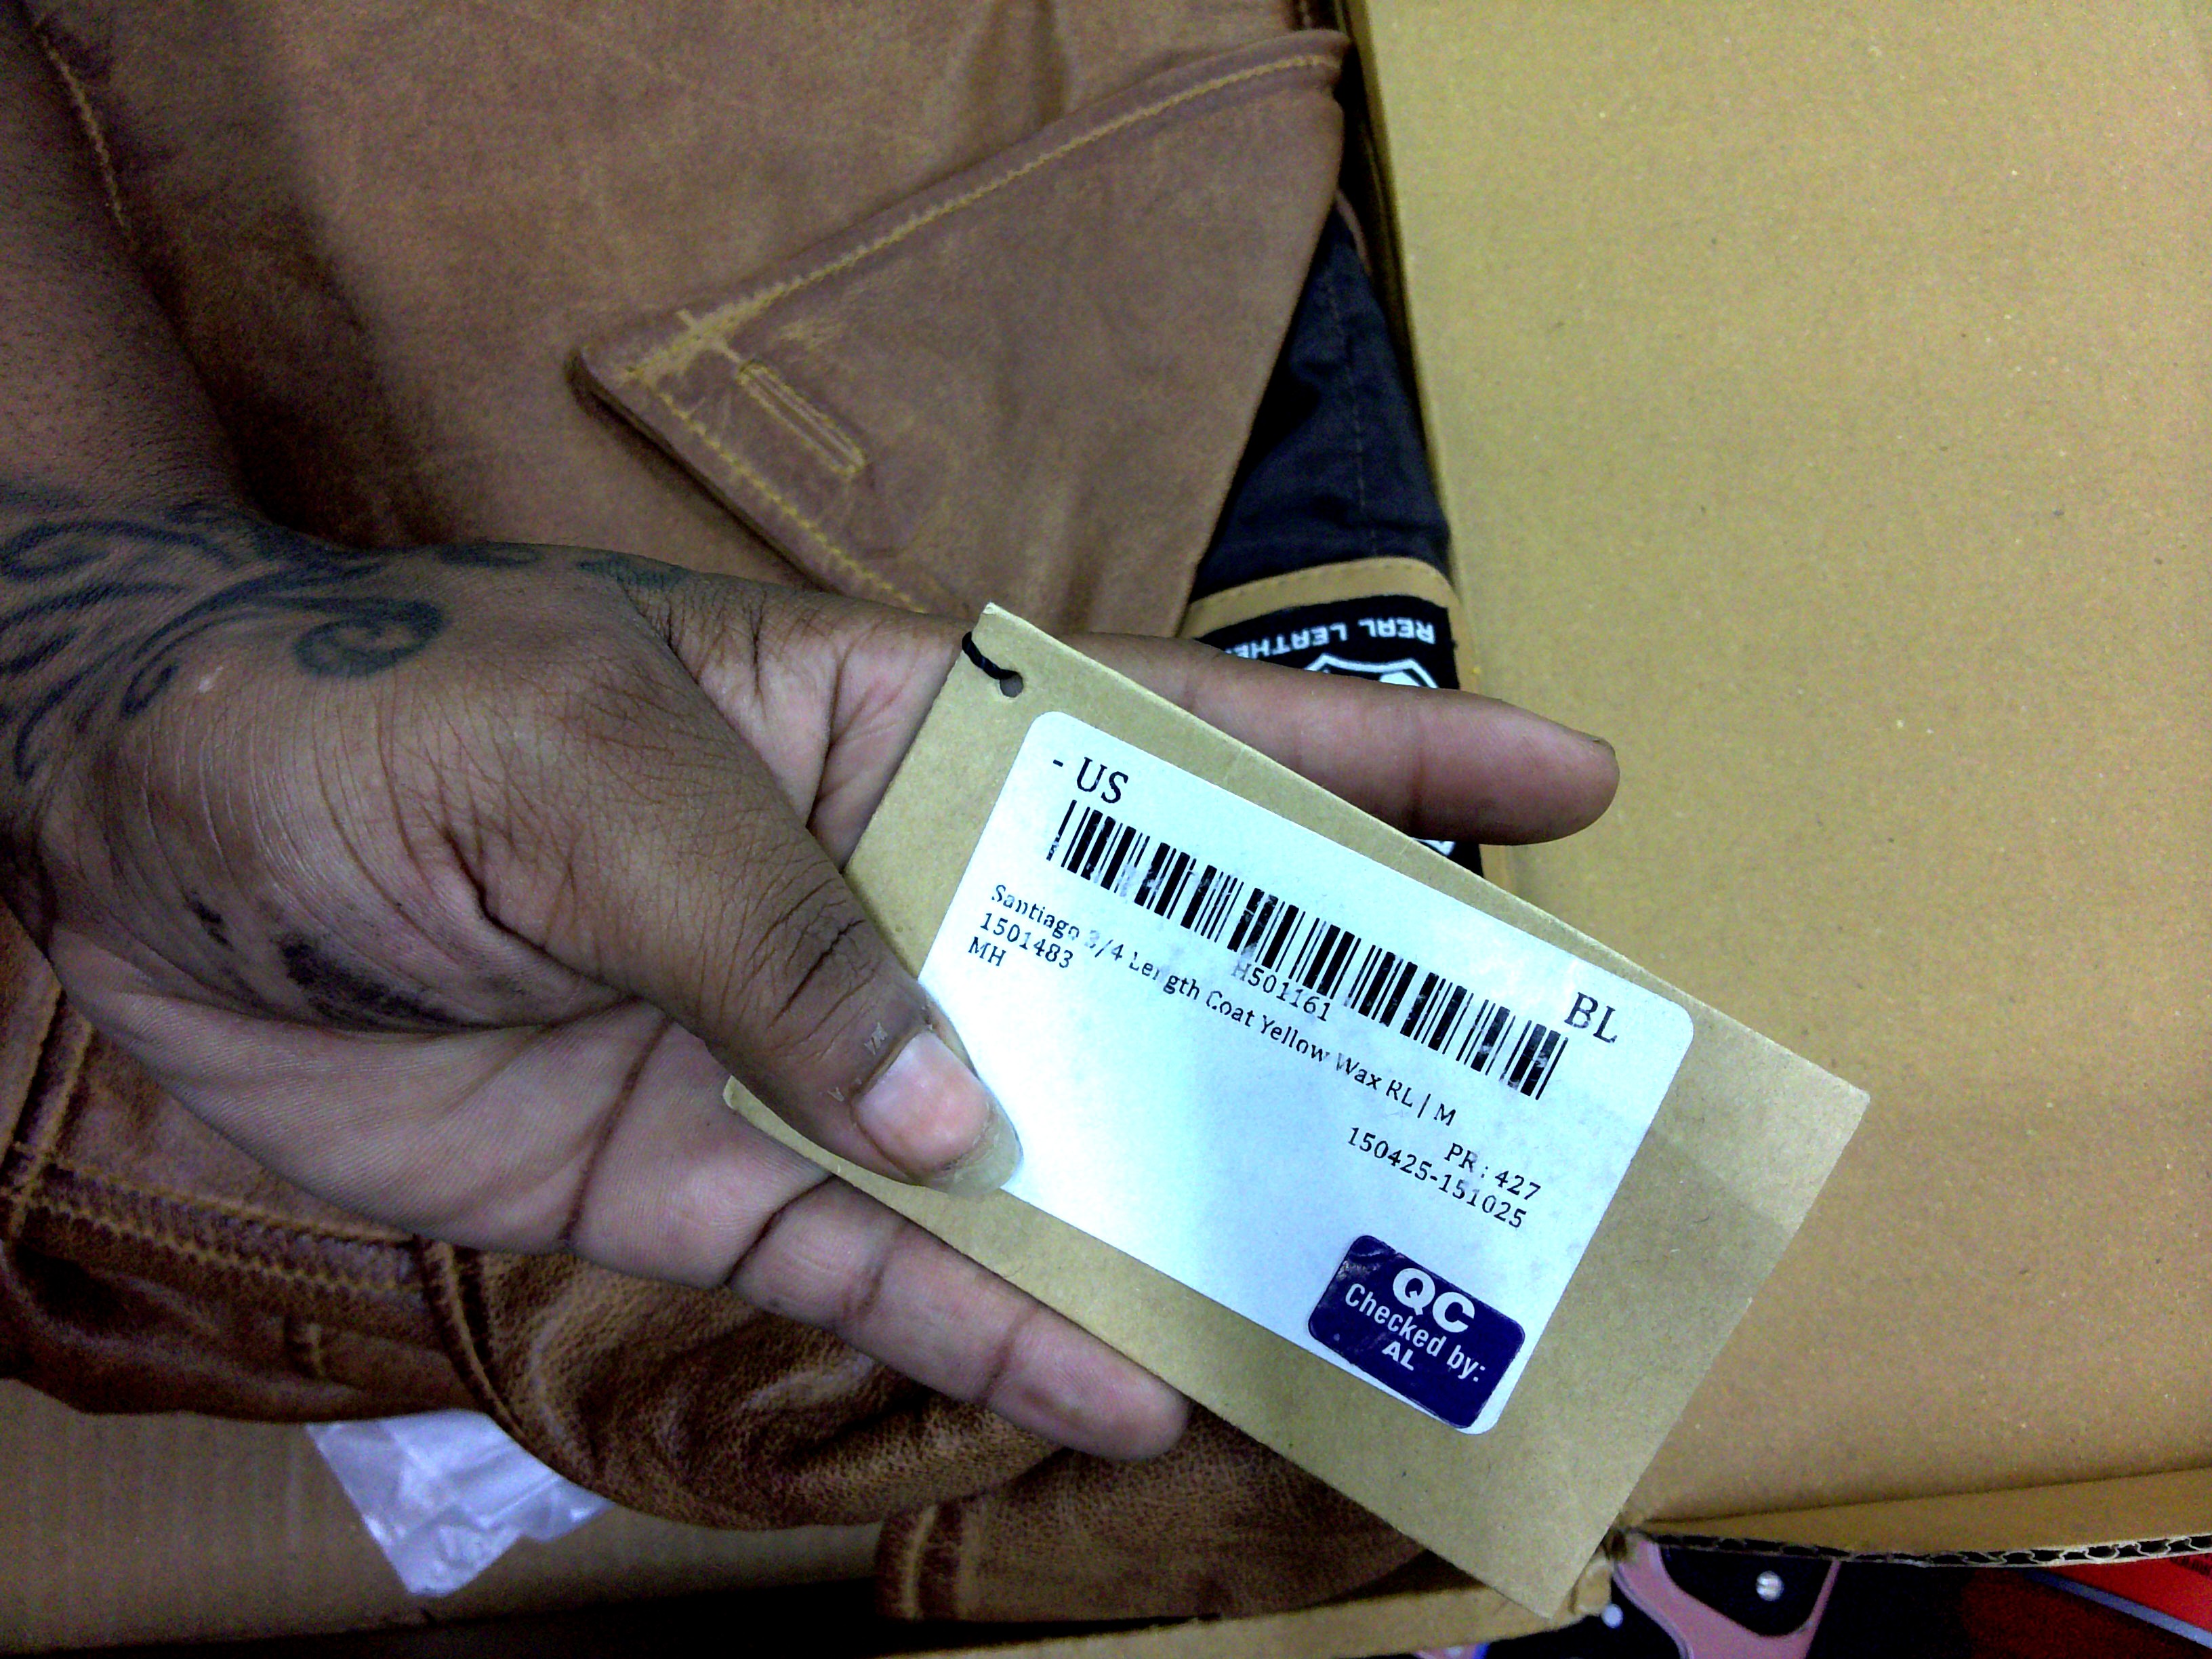 REAL LEATHE
- US
BL
H501161
Santiago 3/4 Length Coat Yellow Wax RL | M
1501483
MH
PR : 427
150425-151025
QC
Checked by:
AL